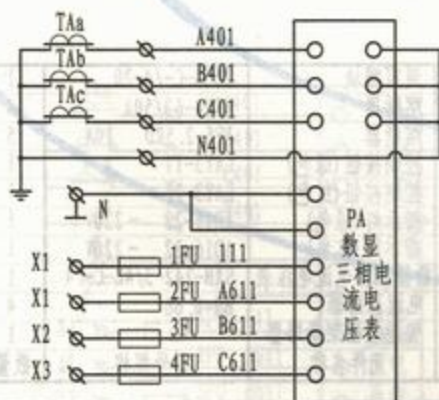 TAa A401
TAb B401
TAc C401
N401
N
PA
数显
三相电
流电
压表
X1 1FU 111
X1 2FU A611
X2 3FU B611
X3 4FU C611